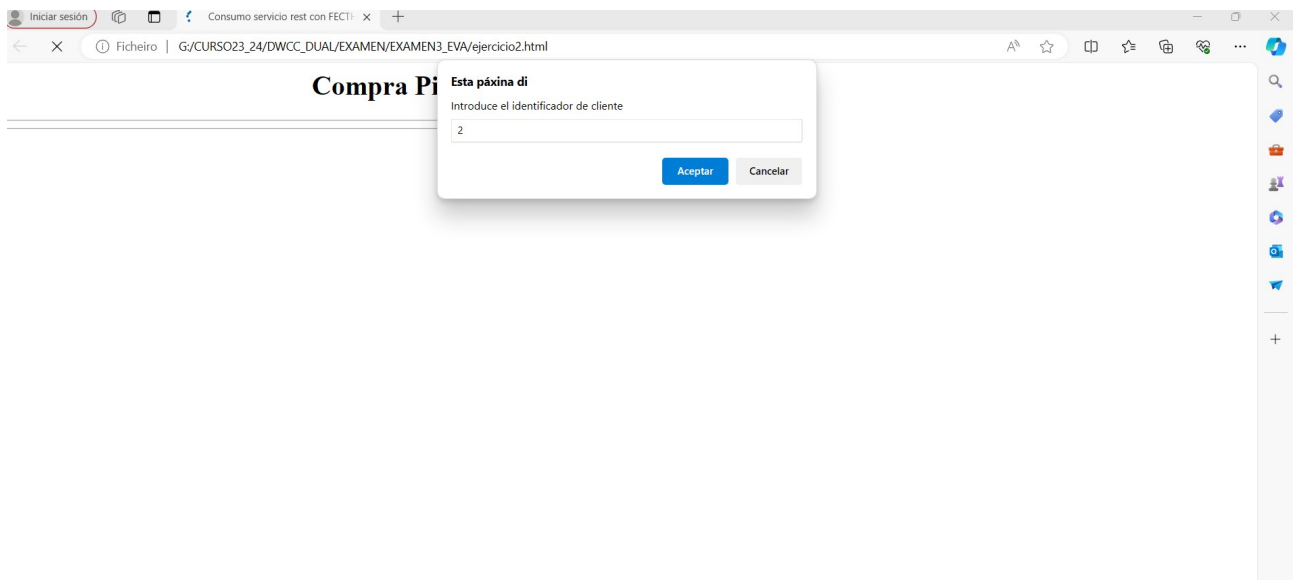 Iniciar sesión
Consumo servicio rest con FECTH
Ficheiro | G:/CURSO23_24/DWCC_DUAL/EXAMEN/EXAMEN3_EVA/ejercicio2.html
Compra Pi
Esta páxina di
Introduce el identificador de cliente
2
Aceptar Cancelar